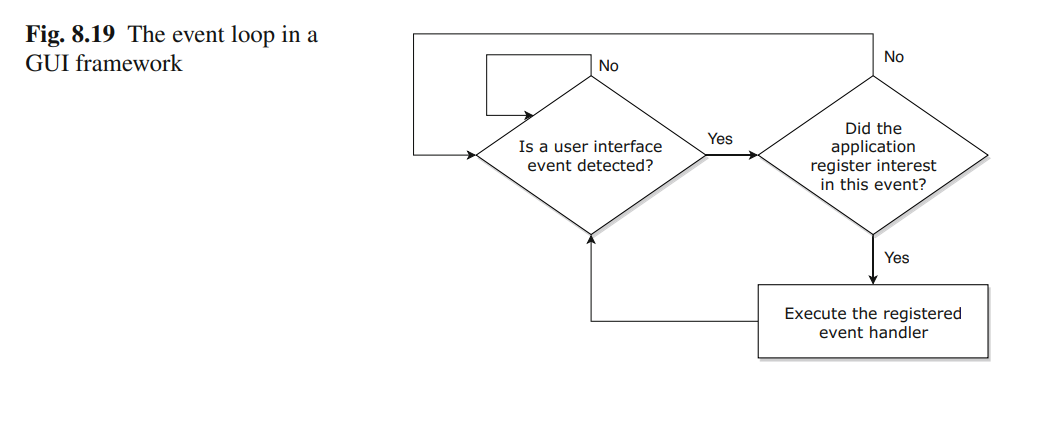 Fig. 8.19 The event loop in a
GUI framework
No
No
Is a user interface
event detected?
Yes
Did the
application
register interest
in this event?
Yes
Execute the registered
event handler